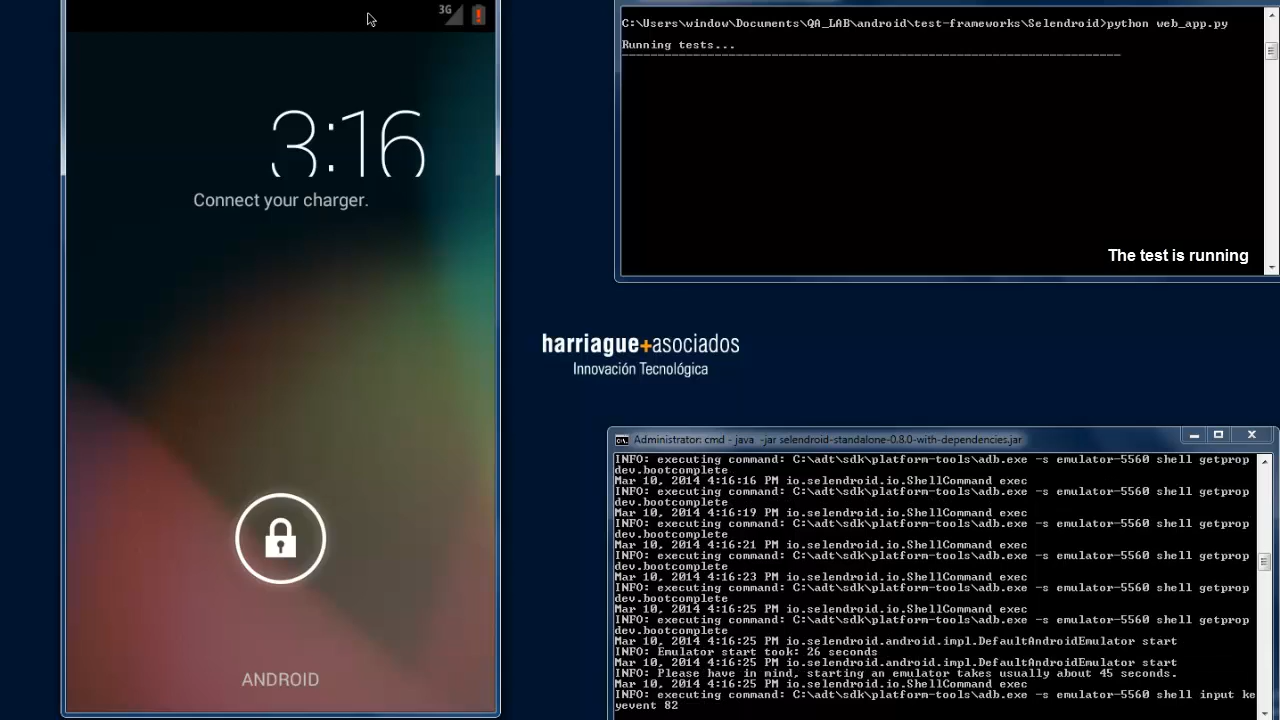 3G
3:16
Connect your charger.
ANDROID
C:\Users\window\Documents\QA_LAB\android\test-frameworks\Selendroid>python web_app.py
Running tests...
----------------------------------------------------------------------
The test is running
harriague+asociados
Innovación Tecnológica
Administrator: cmd - java -jar selendroid-standalone-0.8.0-with-dependencies.jar
INFO: executing command: C:\adt\sdk\platform-tools\adb.exe -s emulator-5560 shell getprop
dev.bootcomplete
Mar 10, 2014 4:16:16 PM io.selendroid.io.ShellCommand exec
INFO: executing command: C:\adt\sdk\platform-tools\adb.exe -s emulator-5560 shell getprop
dev.bootcomplete
Mar 10, 2014 4:16:19 PM io.selendroid.io.ShellCommand exec
INFO: executing command: C:\adt\sdk\platform-tools\adb.exe -s emulator-5560 shell getprop
dev.bootcomplete
Mar 10, 2014 4:16:21 PM io.selendroid.io.ShellCommand exec
INFO: executing command: C:\adt\sdk\platform-tools\adb.exe -s emulator-5560 shell getprop
dev.bootcomplete
Mar 10, 2014 4:16:23 PM io.selendroid.io.ShellCommand exec
INFO: executing command: C:\adt\sdk\platform-tools\adb.exe -s emulator-5560 shell getprop
dev.bootcomplete
Mar 10, 2014 4:16:25 PM io.selendroid.io.ShellCommand exec
INFO: executing command: C:\adt\sdk\platform-tools\adb.exe -s emulator-5560 shell getprop
dev.bootcomplete
Mar 10, 2014 4:16:25 PM io.selendroid.android.impl.DefaultAndroidEmulator start
INFO: Emulator start took: 26 seconds
Mar 10, 2014 4:16:25 PM io.selendroid.android.impl.DefaultAndroidEmulator start
INFO: Please have in mind, starting an emulator takes usually about 45 seconds.
Mar 10, 2014 4:16:25 PM io.selendroid.io.ShellCommand exec
INFO: executing command: C:\adt\sdk\platform-tools\adb.exe -s emulator-5560 shell input ke
yevent 82